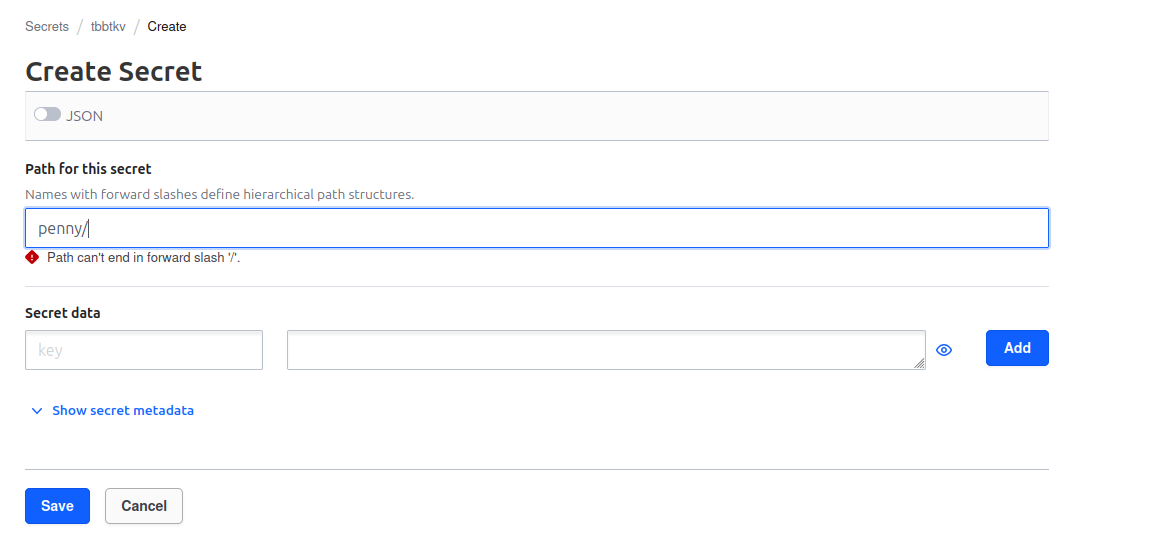 Secrets / tbbtkv / Create
Create Secret
JSON
Path for this secret
Names with forward slashes define hierarchical path structures.
penny/
Path can't end in forward slash '/'.
Secret data
key
Add
Show secret metadata
Save Cancel